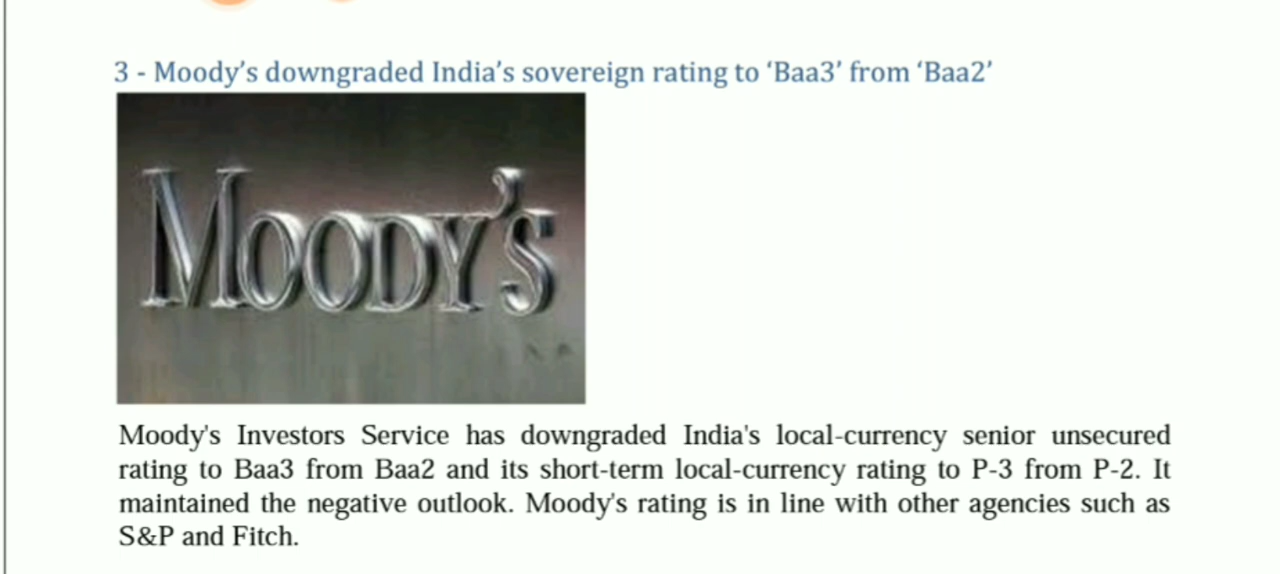 3 - Moody’s downgraded India’s sovereign rating to ‘Baa3’ from ‘Baa2’
MOODY'S
Moody's Investors Service has downgraded India's local-currency senior unsecured
rating to Baa3 from Baa2 and its short-term local-currency rating to P-3 from P-2. It
maintained the negative outlook. Moody's rating is in line with other agencies such as
S&P and Fitch.